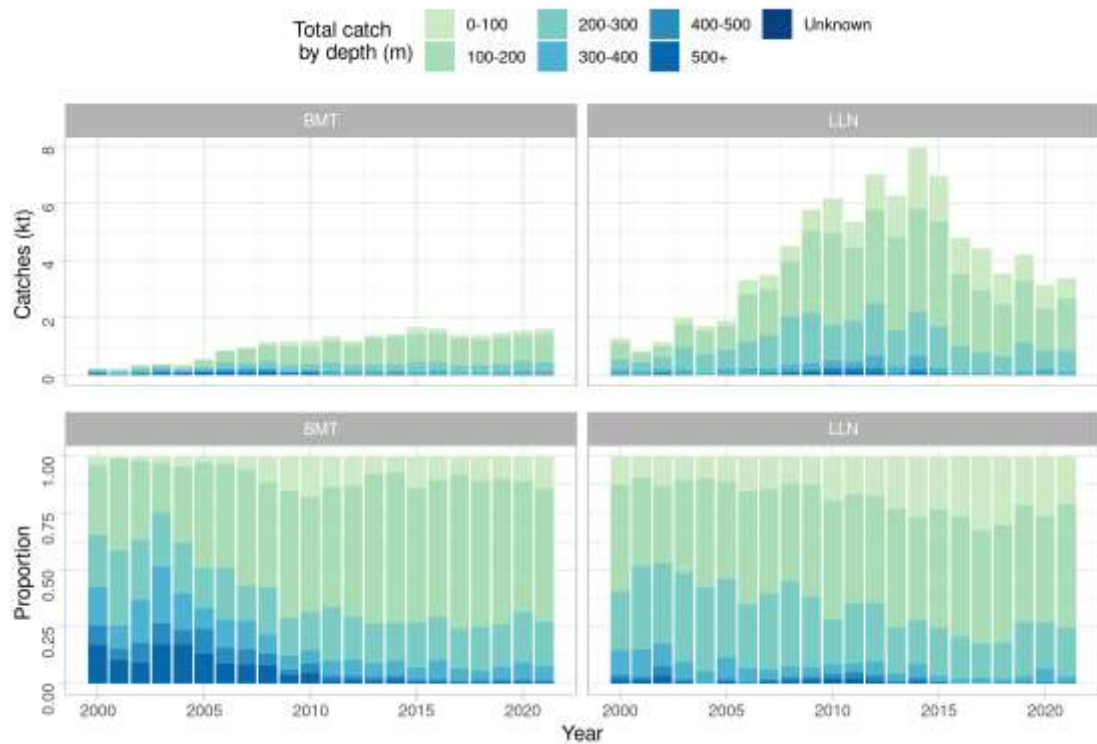 Total catch
by depth (m)
0-100
100-200
200-300
300-400
400-500
500+
Unknown
BMT
LLN
Catches (kt)
8
6
4
2
0
BMT
LLN
Proportion
1.00
0.75
0.50
0.25
0.00
2000
2005
2010
2015
2020
2000
2005
2010
2015
2020
Year